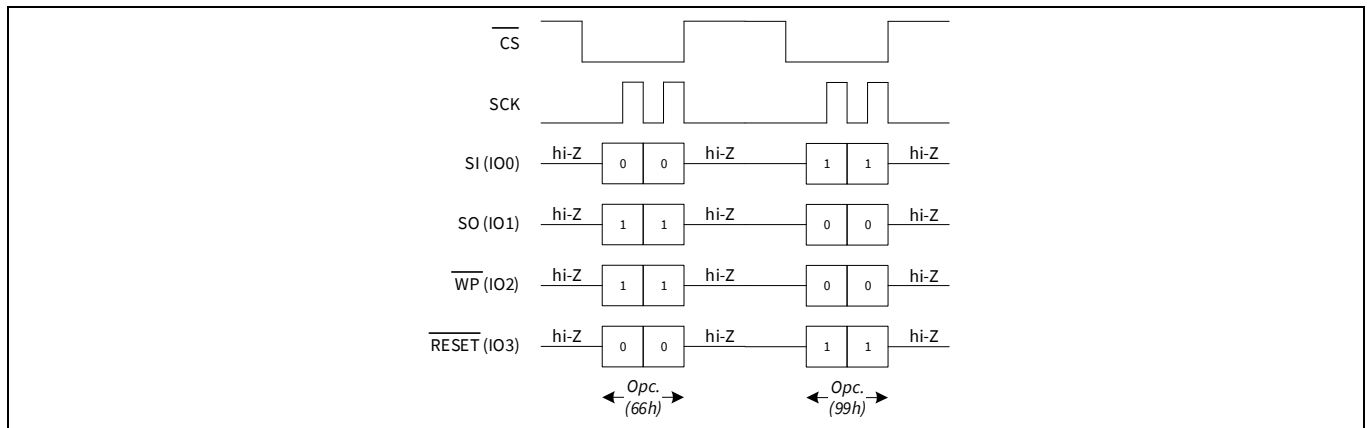 CS
SCK
SI (IO0) hi-Z 0 0 hi-Z 1 1 hi-Z
SO (IO1) hi-Z 1 1 hi-Z 0 0 hi-Z
WP (IO2) hi-Z 1 1 hi-Z 0 0 hi-Z
RESET (IO3) hi-Z 0 0 hi-Z 1 1 hi-Z
Opc. Opc.
(66h) (99h)